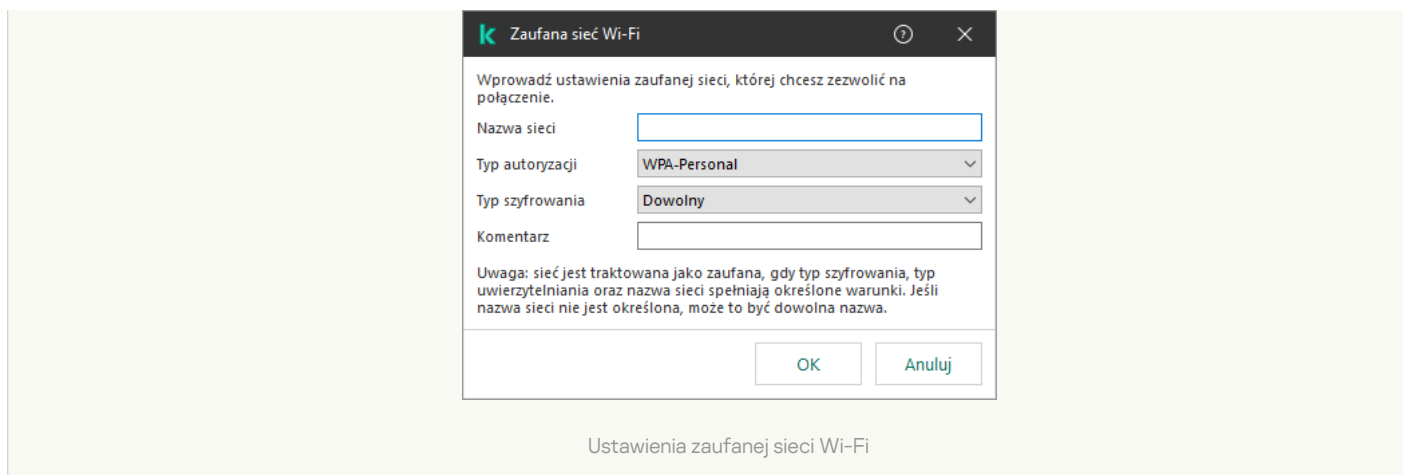 Zaufana sieć Wi-Fi
Wprowadź ustawienia zaufanej sieci, której chcesz zezwolić na
połączenie.
Nazwa sieci
Typ autoryzacji WPA-Personal
Typ szyfrowania Dowolny
Komentarz
Uwaga: sieć jest traktowana jako zaufana, gdy typ szyfrowania, typ
uwierzytelniania oraz nazwa sieci spełniają określone warunki. Jeśli
nazwa sieci nie jest określona, może to być dowolna nazwa.
OK Anuluj
Ustawienia zaufanej sieci Wi-Fi